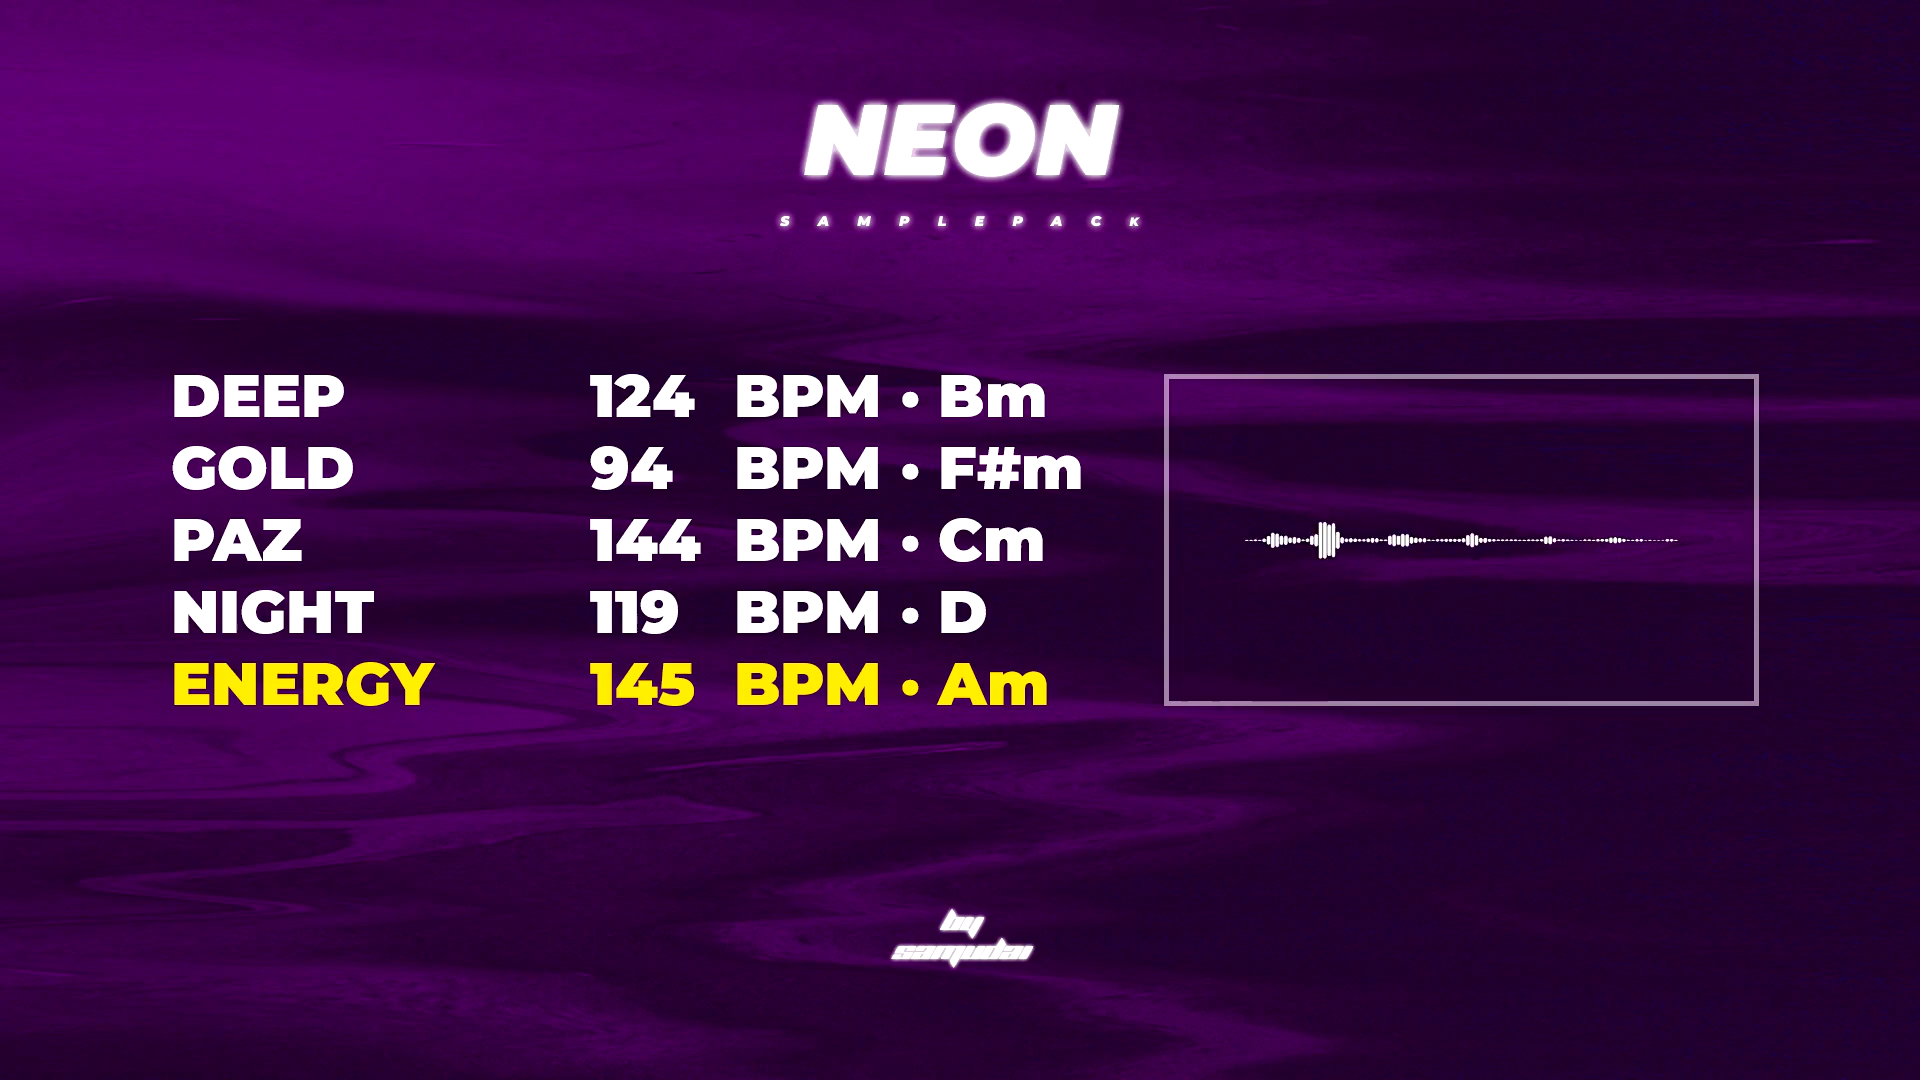 NEON
SAMPLEPACK
DEEP 124 BPM • Bm
GOLD 94 BPM • F#m
PAZ 144 BPM • Cm
NIGHT 119 BPM • D
ENERGY 145 BPM • Am
by
samudai